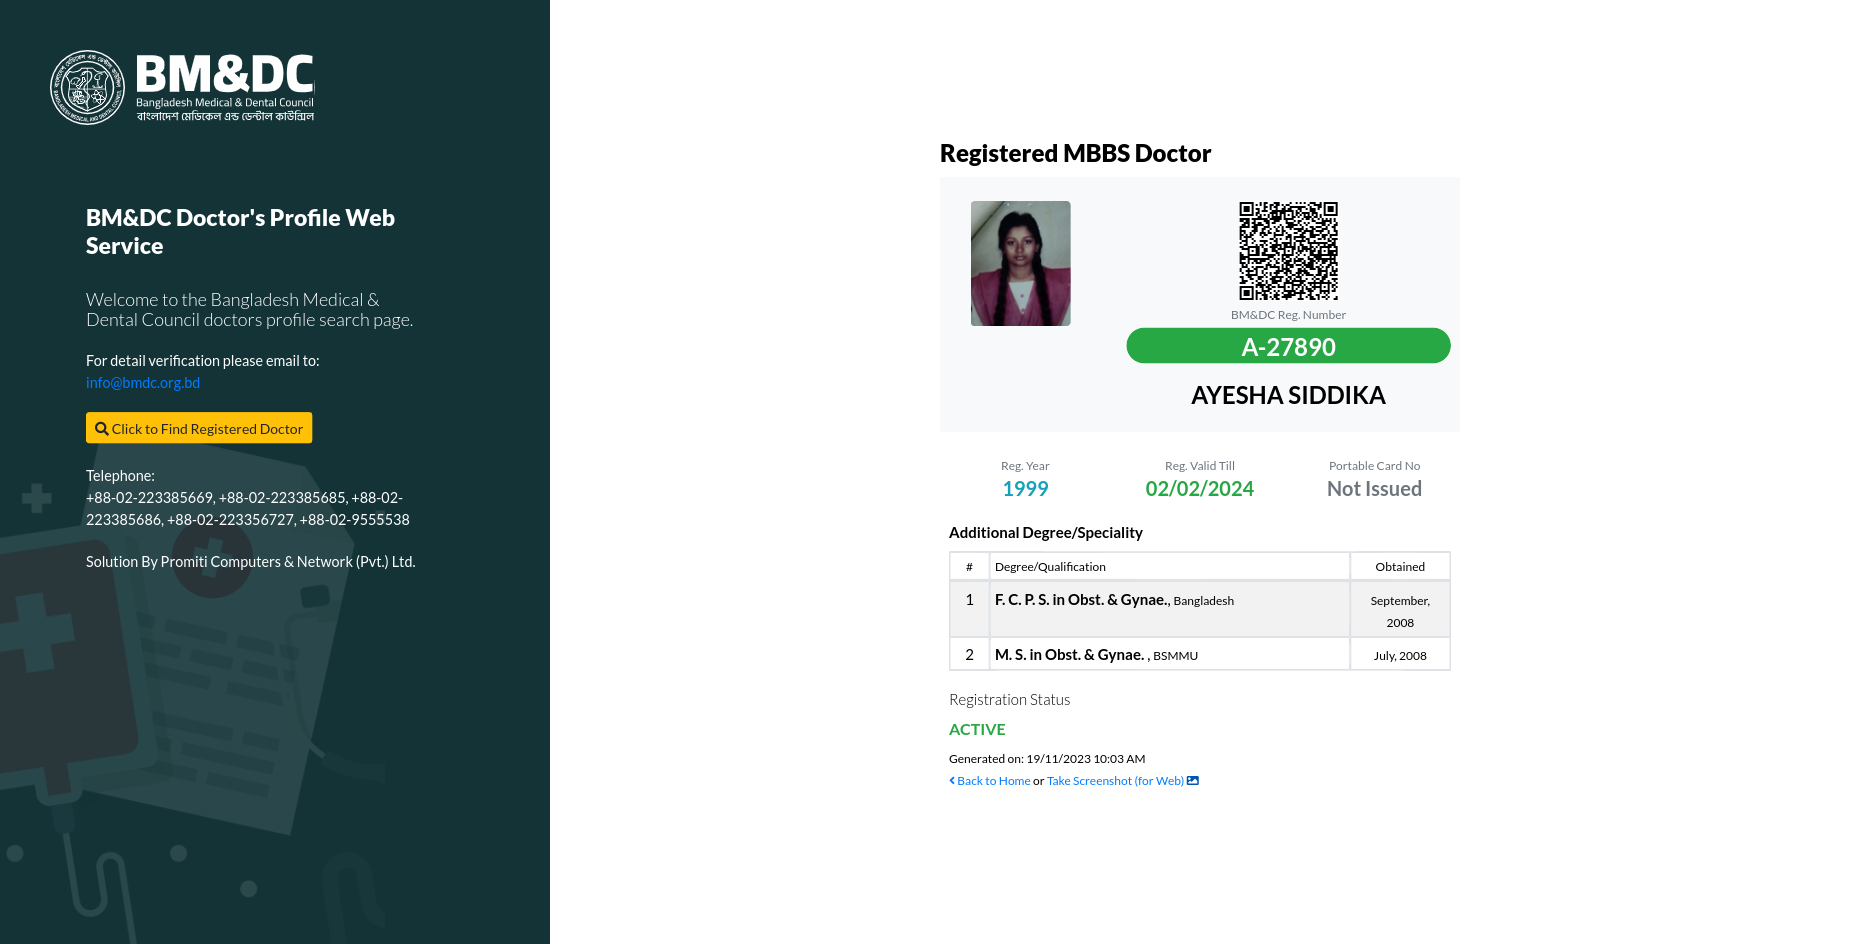 BM&DC
Bangladesh Medical & Dental Council
বাংলাদেশ মেডিকেল এন্ড ডেন্টাল কাউন্সিল
BM&DC Doctor's Profile Web
Service
Welcome to the Bangladesh Medical &
Dental Council doctors profile search page.
For detail verification please email to:
info@bmdc.org.bd
Click to Find Registered Doctor
Telephone:
+88-02-223385669, +88-02-223385685, +88-02-
223385686, +88-02-223356727, +88-02-9555538
Solution By Promiti Computers & Network (Pvt.) Ltd.
Registered MBBS Doctor
BM&DC Reg. Number
A-27890
AYESHA SIDDIKA
Reg. Year Reg. Valid Till Portable Card No
1999 02/02/2024 Not Issued
Additional Degree/Speciality
# Degree/Qualification Obtained
1 F. C. P. S. in Obst. & Gynae., Bangladesh September,
2008
2 M. S. in Obst. & Gynae. , BSMMU July, 2008
Registration Status
ACTIVE
Generated on: 19/11/2023 10:03 AM
Back to Home or Take Screenshot (for Web)